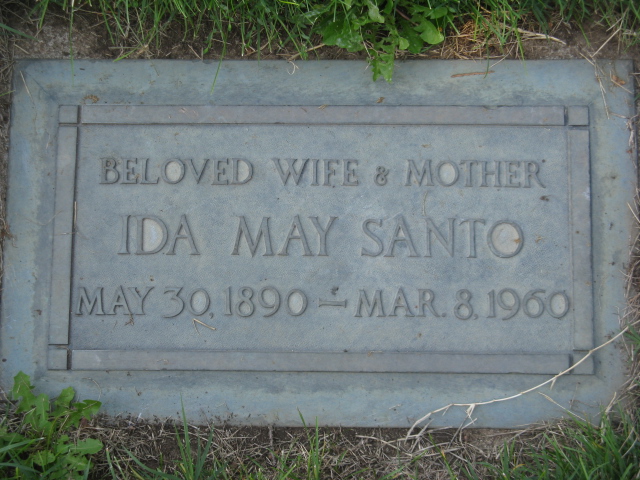 BELOVED WIFE & MOTHER
IDA MAY SANTO
MAY 30, 1890 – MAR. 8, 1960